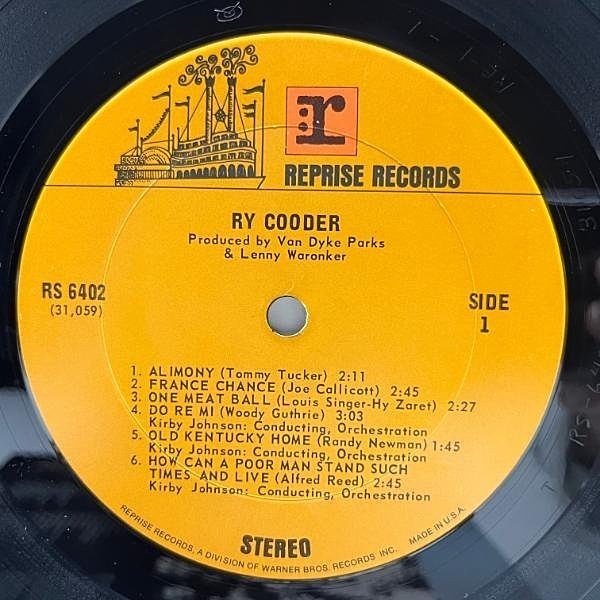 r
REPRISE RECORDS
RY COODER
Produced by Van Dyke Parks
& Lenny Waronker
RS 6402
(31,059)
SIDE
1
1. ALIMONY (Tommy Tucker) 2:11
2. FRANCE CHANCE (Joe Callicott) 2:45
3. ONE MEAT BALL (Louis Singer-Hy Zaret) 2:27
4. DO RE MI (Woody Guthrie) 3:03
Kirby Johnson: Conducting, Orchestration
5. OLD KENTUCKY HOME (Randy Newman) 1:45
Kirby Johnson: Conducting, Orchestration
6. HOW CAN A POOR MAN STAND SUCH
TIMES AND LIVE (Alfred Reed) 2:45
Kirby Johnson: Conducting, Orchestration
STEREO
REPRISE RECORDS, A DIVISION OF WARNER BROS. RECORDS INC. MADE IN U.S.A.